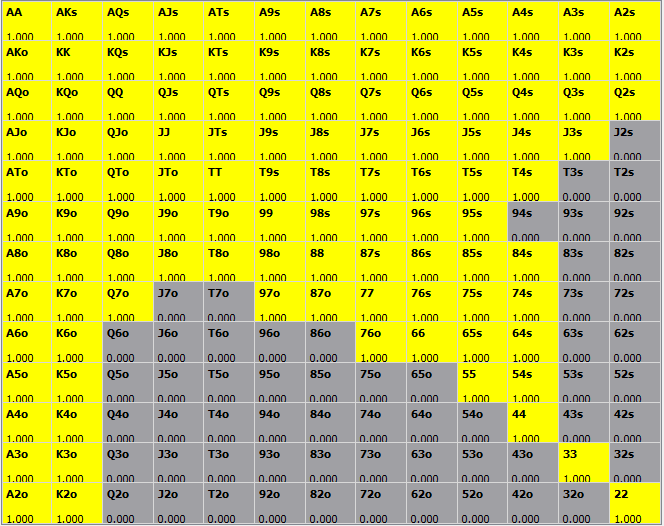 AA AKs AQs AJs ATs A9s A8s A7s A6s A5s A4s A3s A2s
1.000 1.000 1.000 1.000 1.000 1.000 1.000 1.000 1.000 1.000 1.000 1.000 1.000
AKo KK KQs KJs KTs K9s K8s K7s K6s K5s K4s K3s K2s
1.000 1.000 1.000 1.000 1.000 1.000 1.000 1.000 1.000 1.000 1.000 1.000 1.000
AQo KQo QQ QJs QTs Q9s Q8s Q7s Q6s Q5s Q4s Q3s Q2s
1.000 1.000 1.000 1.000 1.000 1.000 1.000 1.000 1.000 1.000 1.000 1.000 1.000
AJo KJo QJo JJ JTs J9s J8s J7s J6s J5s J4s J3s J2s
1.000 1.000 1.000 1.000 1.000 1.000 1.000 1.000 1.000 1.000 1.000 1.000 0.000
ATo KTo QTo JTo TT T9s T8s T7s T6s T5s T4s T3s T2s
1.000 1.000 1.000 1.000 1.000 1.000 1.000 1.000 1.000 1.000 1.000 0.000 0.000
A9o K9o Q9o J9o T9o 99 98s 97s 96s 95s 94s 93s 92s
1.000 1.000 1.000 1.000 1.000 1.000 1.000 1.000 1.000 1.000 0.000 0.000 0.000
A8o K8o Q8o J8o T8o 98o 88 87s 86s 85s 84s 83s 82s
1.000 1.000 1.000 1.000 1.000 1.000 1.000 1.000 1.000 1.000 1.000 0.000 0.000
A7o K7o Q7o J7o T7o 97o 87o 77 76s 75s 74s 73s 72s
1.000 1.000 1.000 0.000 0.000 1.000 1.000 1.000 1.000 1.000 1.000 0.000 0.000
A6o K6o Q6o J6o T6o 96o 86o 76o 66 65s 64s 63s 62s
1.000 1.000 0.000 0.000 0.000 0.000 0.000 1.000 1.000 1.000 1.000 0.000 0.000
A5o K5o Q5o J5o T5o 95o 85o 75o 65o 55 54s 53s 52s
1.000 1.000 0.000 0.000 0.000 0.000 0.000 0.000 0.000 1.000 1.000 0.000 0.000
A4o K4o Q4o J4o T4o 94o 84o 74o 64o 54o 44 43s 42s
1.000 1.000 0.000 0.000 0.000 0.000 0.000 0.000 0.000 0.000 1.000 0.000 0.000
A3o K3o Q3o J3o T3o 93o 83o 73o 63o 53o 43o 33 32s
1.000 1.000 0.000 0.000 0.000 0.000 0.000 0.000 0.000 0.000 0.000 1.000 0.000
A2o K2o Q2o J2o T2o 92o 82o 72o 62o 52o 42o 32o 22
1.000 1.000 0.000 0.000 0.000 0.000 0.000 0.000 0.000 0.000 0.000 0.000 1.000